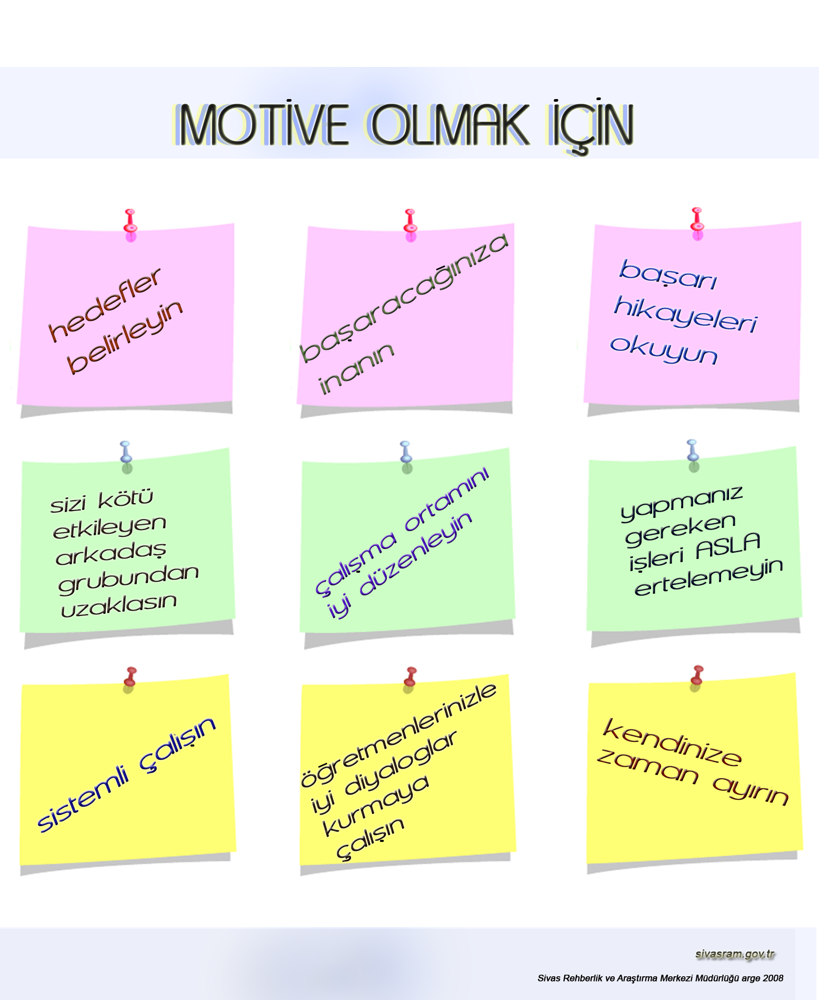 MOTİVE OLMAK İÇİN
hedefler
belirleyin
başaracağınıza
inanın
başarı
hikayeleri
okuyun
sizi kötü
etkileyen
arkadaş
grubundan
uzaklasın
çalışma ortamını
iyi düzenleyin
yapmanız
gereken
işleri ASLA
ertelemeyin
sistemli çalişın
öğretmenlerinizle
iyi diyaloglar
kurmaya
çalışın
kendinize
zaman ayirin
sivasram.gov.tr
Sivas Rehberlik ve Araştırma Merkezi Müdürlüğü arge 2008